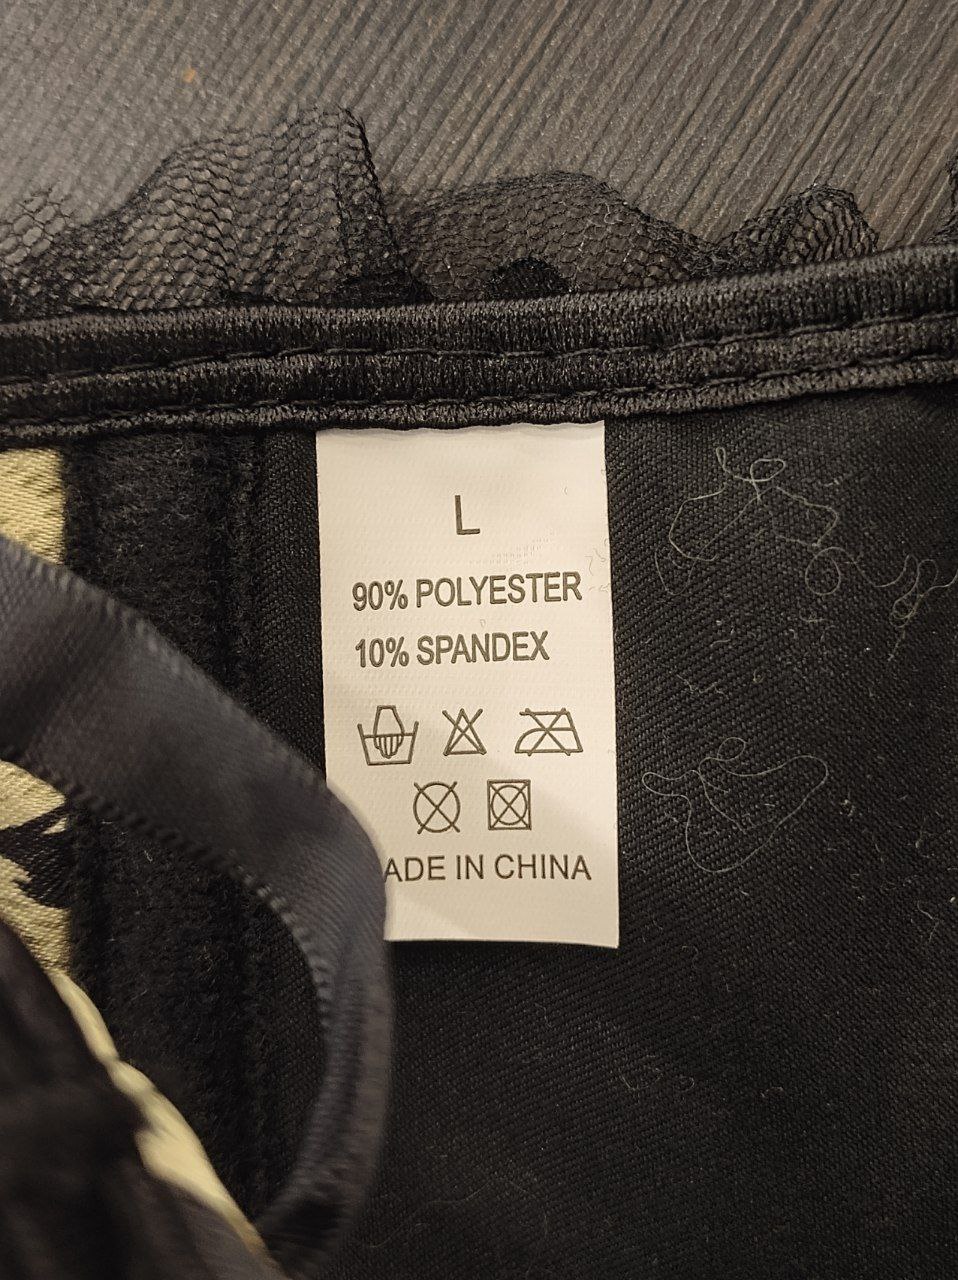 L
90% POLYESTER
10% SPANDEX
ADE IN CHINA